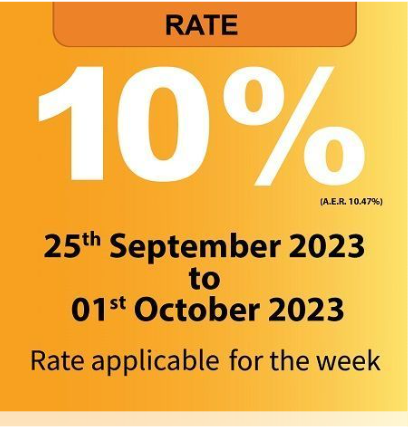 RATE
10%
(A.E.R. 10.47%)
25th September 2023
to
01st October 2023
Rate applicable for the week